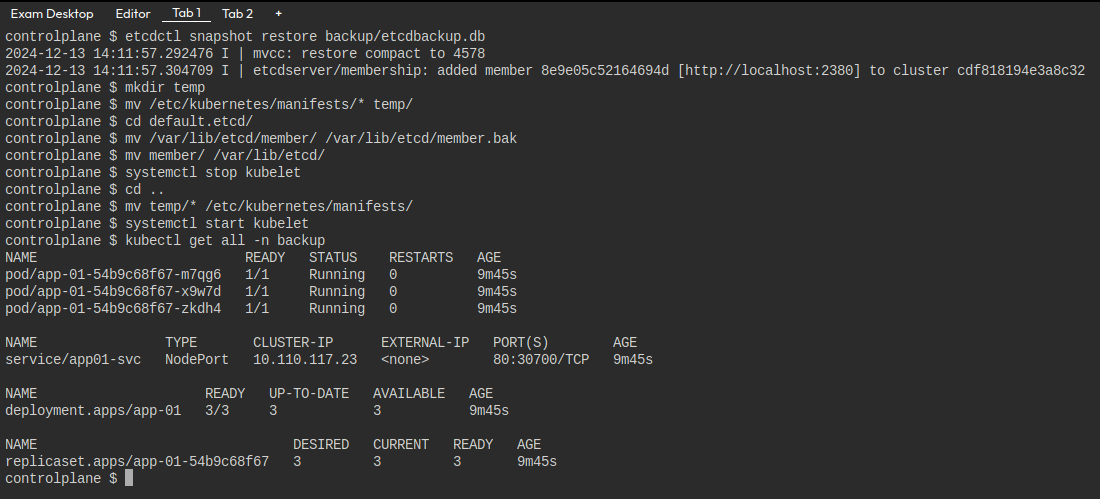 Exam Desktop Editor Tab 1 Tab 2 +
controlplane $ etcdctl snapshot restore backup/etcdbackup.db
2024-12-13 14:11:57.292476 I | mvcc: restore compact to 4578
2024-12-13 14:11:57.304709 I | etcdserver/membership: added member 8e9e05c52164694d [http://localhost:2380] to cluster cdf818194e3a8c32
controlplane $ mkdir temp
controlplane $ mv /etc/kubernetes/manifests/* temp/
controlplane $ cd default.etcd/
controlplane $ mv /var/lib/etcd/member/ /var/lib/etcd/member.bak
controlplane $ mv member/ /var/lib/etcd/
controlplane $ systemctl stop kubelet
controlplane $ cd ..
controlplane $ mv temp/* /etc/kubernetes/manifests/
controlplane $ systemctl start kubelet
controlplane $ kubectl get all -n backup
NAME READY STATUS RESTARTS AGE
pod/app-01-54b9c68f67-m7qg6 1/1 Running 0 9m45s
pod/app-01-54b9c68f67-x9w7d 1/1 Running 0 9m45s
pod/app-01-54b9c68f67-zkdh4 1/1 Running 0 9m45s
NAME TYPE CLUSTER-IP EXTERNAL-IP PORT(S) AGE
service/app01-svc NodePort 10.110.117.23 <none> 80:30700/TCP 9m45s
NAME READY UP-TO-DATE AVAILABLE AGE
deployment.apps/app-01 3/3 3 3 9m45s
NAME DESIRED CURRENT READY AGE
replicaset.apps/app-01-54b9c68f67 3 3 3 9m45s
controlplane $